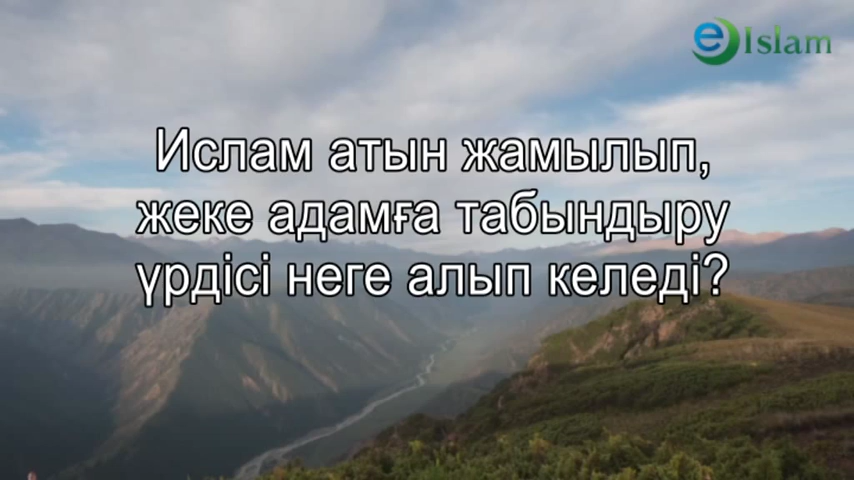 eIslam
Ислам атын жамылып,
жеке адамға табындыру
үрдісі неге алып келеді?